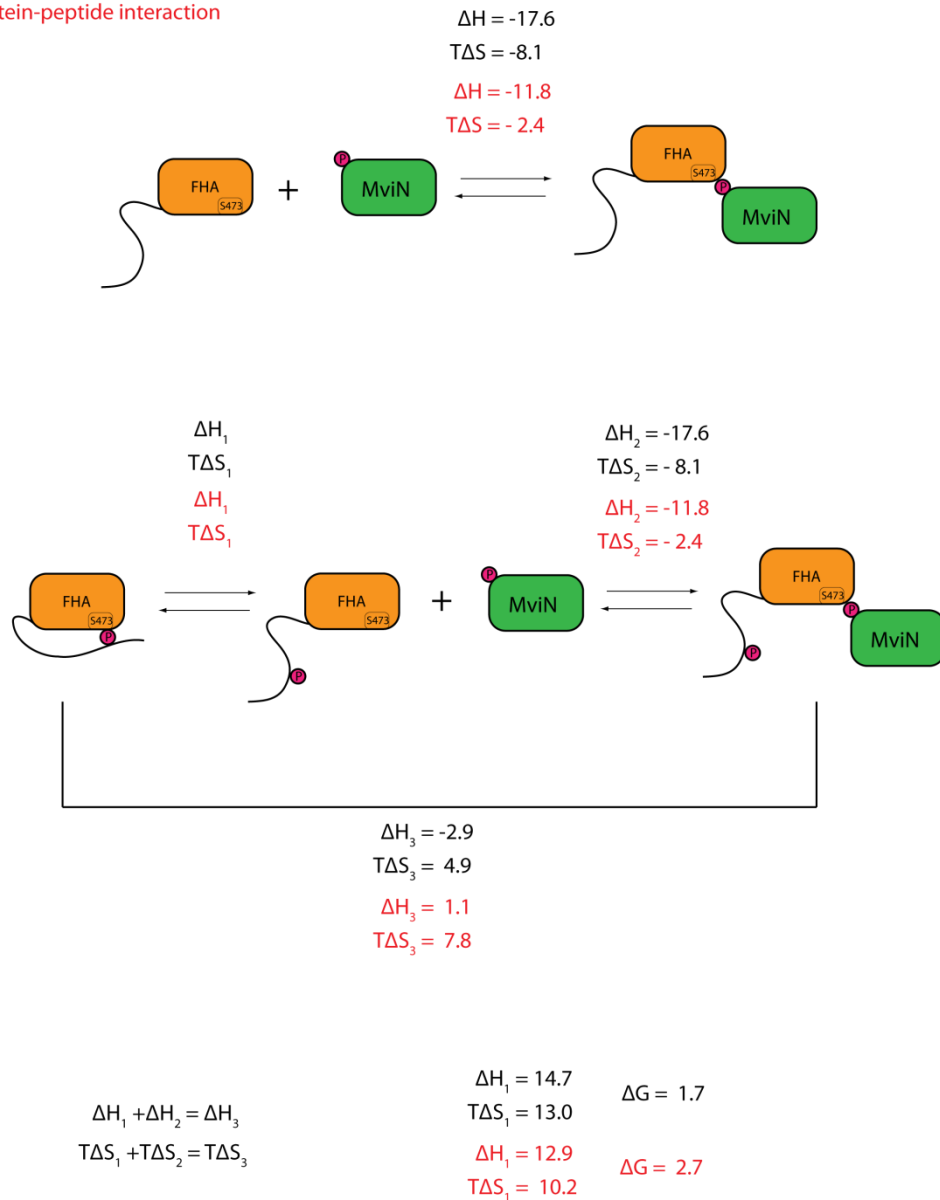 tein-peptide interaction
ΔH = -17.6
TΔS = -8.1
ΔH = -11.8
TΔS = - 2.4
FHA
S473
+
P
MviN
FHA
S473
P
MviN
ΔH₁
TΔS₁
ΔH₁
TΔS₁
ΔH₂ = -17.6
TΔS₂ = - 8.1
ΔH₂ = -11.8
TΔS₂ = - 2.4
FHA
S473
P
FHA
S473
P
+
P
MviN
FHA
S473
P
P
MviN
ΔH₃ = -2.9
TΔS₃ = 4.9
ΔH₃ = 1.1
TΔS₃ = 7.8
ΔH₁ +ΔH₂ = ΔH₃
TΔS₁ +TΔS₂ = TΔS₃
ΔH₁ = 14.7
TΔS₁ = 13.0
ΔG = 1.7
ΔH₁ = 12.9
TΔS₁ = 10.2
ΔG = 2.7